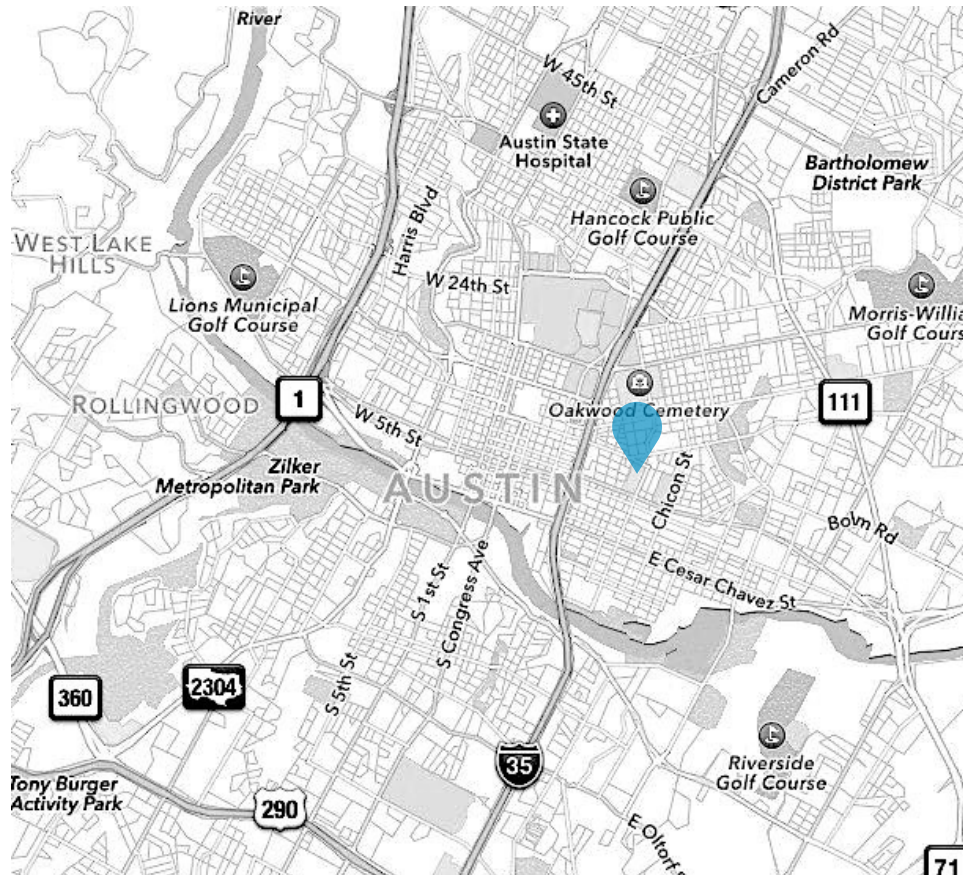 River
W 45th St
Cameron Rd
Austin State
Hospital
Bartholomew
District Park
Hancock Public
Golf Course
Harris Blvd
WEST LAKE
HILLS
W 24th St
Lions Municipal
Golf Course
Morris-Willia
Golf Cours
1
ROLLINGWOOD
W 5th St
Oakwood Cemetery
111
Zilker
Metropolitan Park
AUSTIN
Chicon St
Bolm Rd
E Cesar Chavez St
S 1st St
S Congress Ave
S 5th St
360
2304
35
Riverside
Golf Course
Tony Burger
Activity Park
290
E Oltorf
71